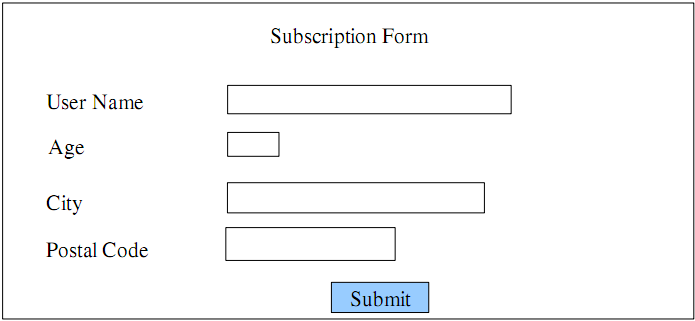 Subscription Form
User Name
Age
City
Postal Code
Submit